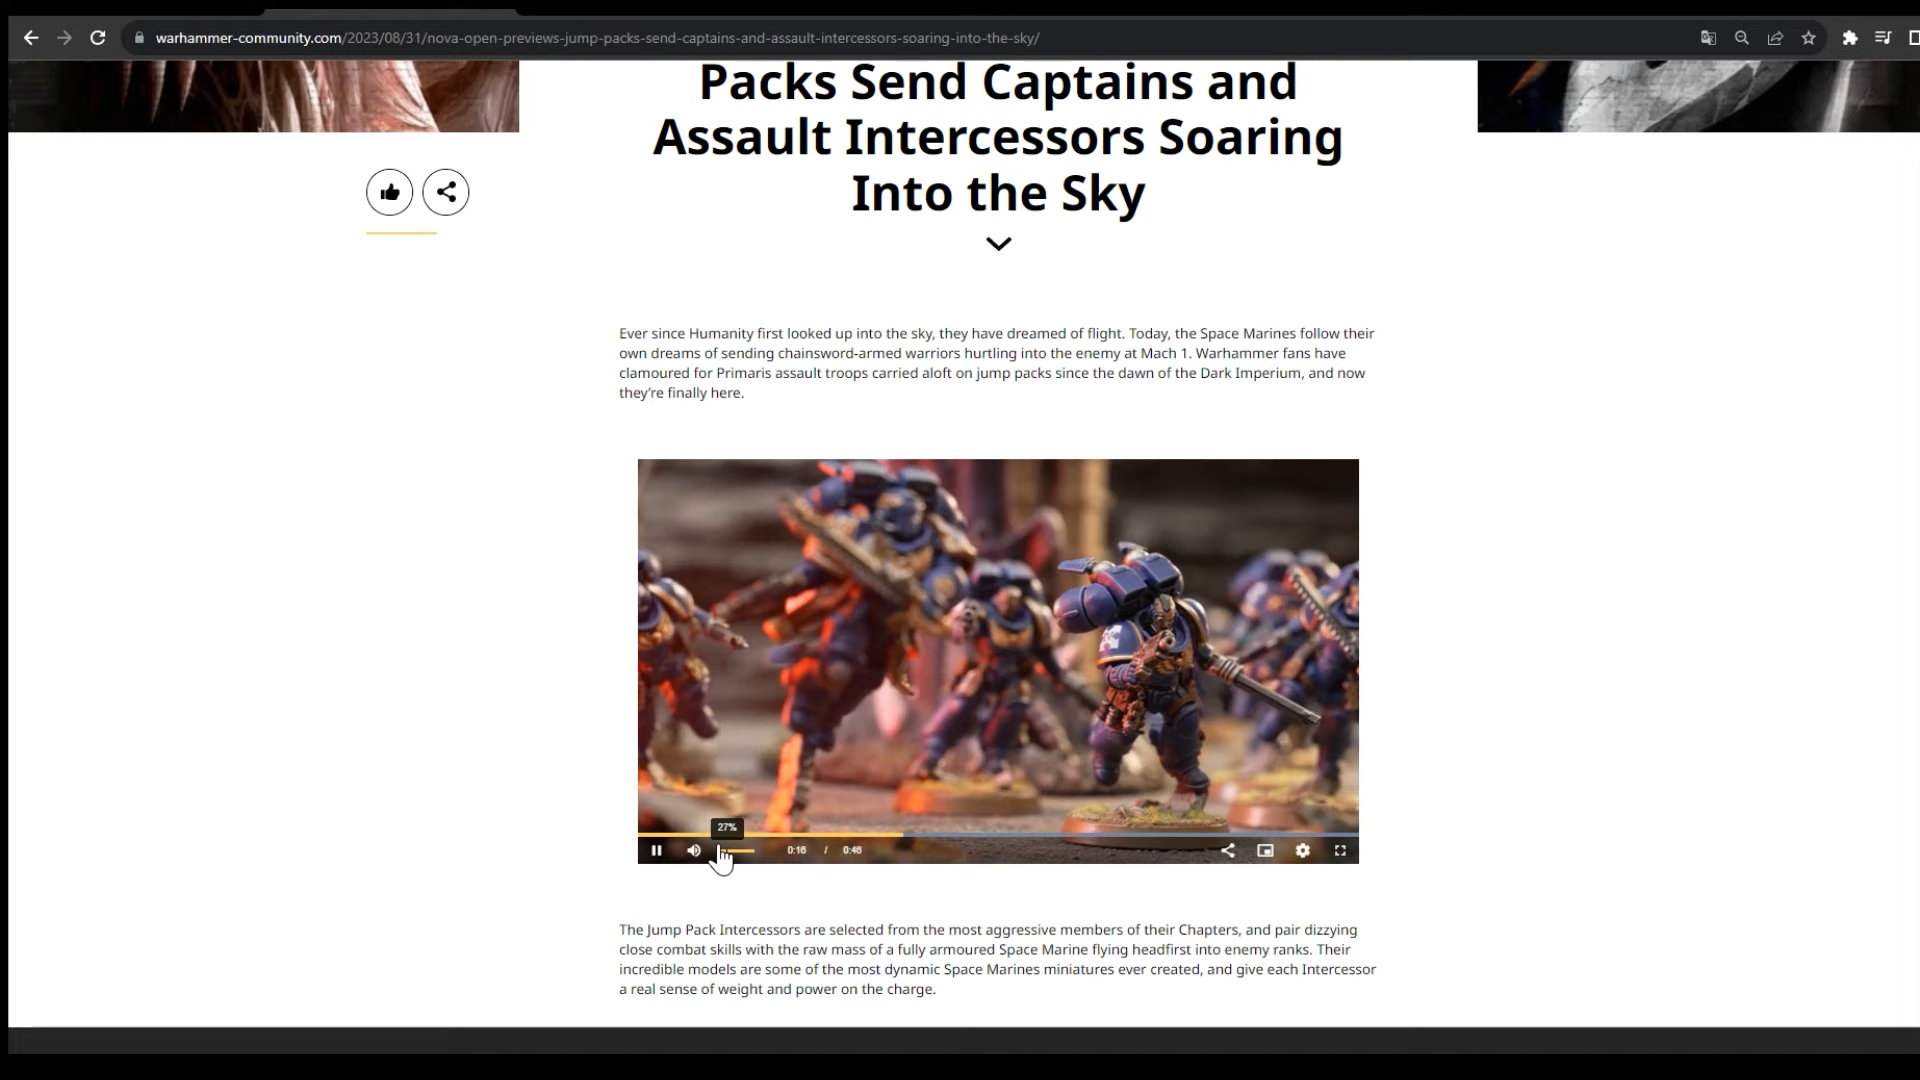 warhammer-community.com/2023/08/31/nova-open-previews-jump-packs-send-captains-and-assault-intercessors-soaring-into-the-sky/
Packs Send Captains and
Assault Intercessors Soaring
Into the Sky
Ever since Humanity first looked up into the sky, they have dreamed of flight. Today, the Space Marines follow their
own dreams of sending chainsword-armed warriors hurtling into the enemy at Mach 1. Warhammer fans have
clamoured for Primaris assault troops carried aloft on jump packs since the dawn of the Dark Imperium, and now
they’re finally here.
27%
0:16 / 0:46
The Jump Pack Intercessors are selected from the most aggressive members of their Chapters, and pair dizzying
close combat skills with the raw mass of a fully armoured Space Marine flying headfirst into enemy ranks. Their
incredible models are some of the most dynamic Space Marines miniatures ever created, and give each Intercessor
a real sense of weight and power on the charge.